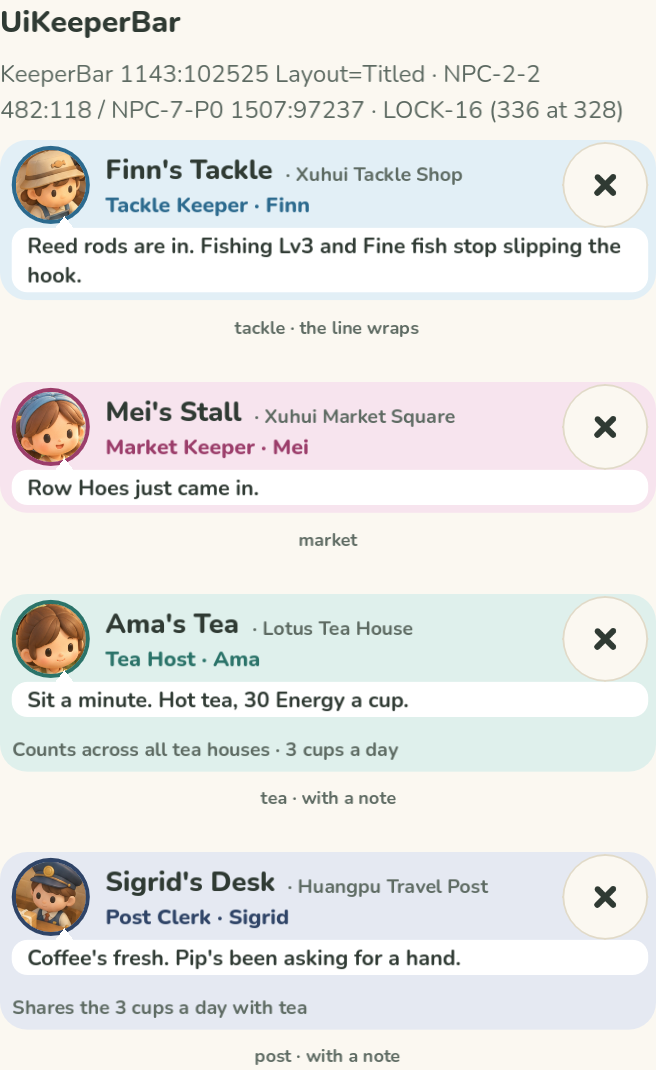 UiKeeperBar
KeeperBar 1143:102525 Layout=Titled · NPC-2-2
482:118 / NPC-7-P0 1507:97237 · LOCK-16 (336 at 328)
Finn's Tackle · Xuhui Tackle Shop
Tackle Keeper · Finn
Reed rods are in. Fishing Lv3 and Fine fish stop slipping the
hook.
tackle · the line wraps
Mei's Stall · Xuhui Market Square
Market Keeper · Mei
Row Hoes just came in.
market
Ama's Tea · Lotus Tea House
Tea Host · Ama
Sit a minute. Hot tea, 30 Energy a cup.
Counts across all tea houses · 3 cups a day
tea · with a note
Sigrid's Desk · Huangpu Travel Post
Post Clerk · Sigrid
Coffee's fresh. Pip's been asking for a hand.
Shares the 3 cups a day with tea
post · with a note